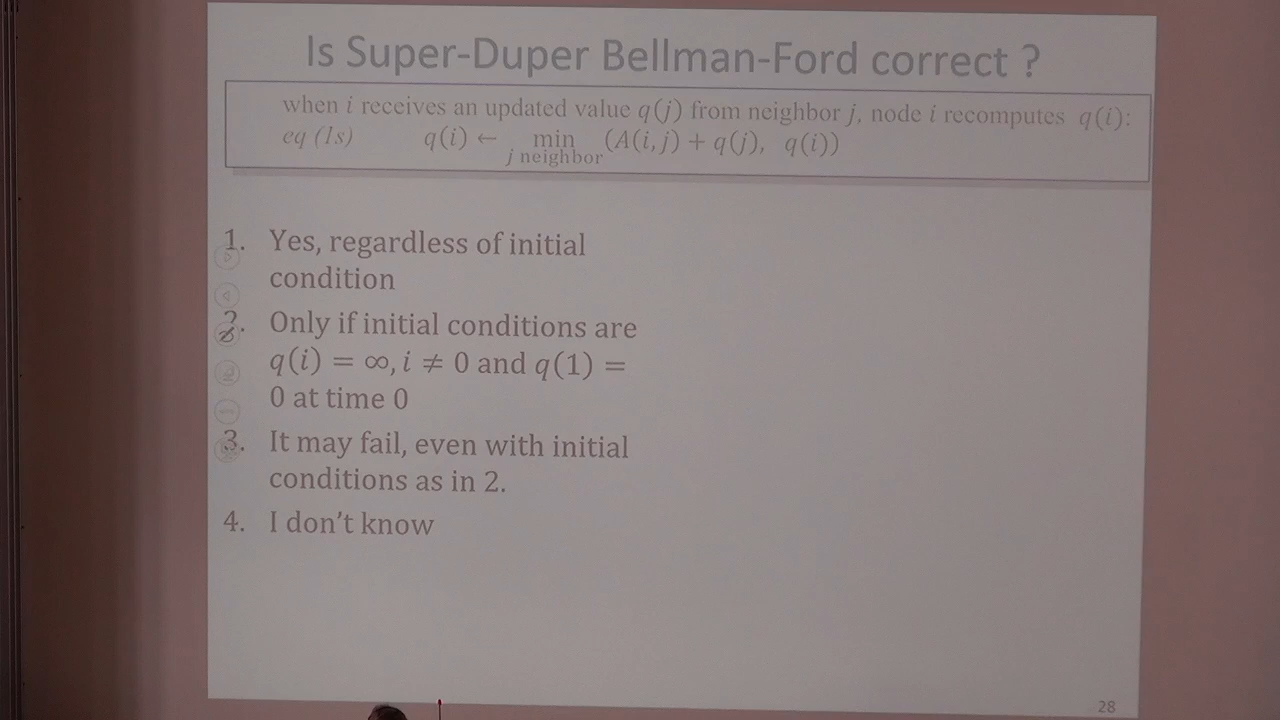 Is Super-Duper Bellman-Ford correct ?
when i receives an updated value q(j) from neighbor j, node i recomputes q(i):
eq (1s) q(i) ← min (A(i,j) + q(j), q(i))
j neighbor
1. Yes, regardless of initial
condition
2. Only if initial conditions are
q(i) = ∞, i ≠ 0 and q(1) =
0 at time 0
3. It may fail, even with initial
conditions as in 2.
4. I don't know
28